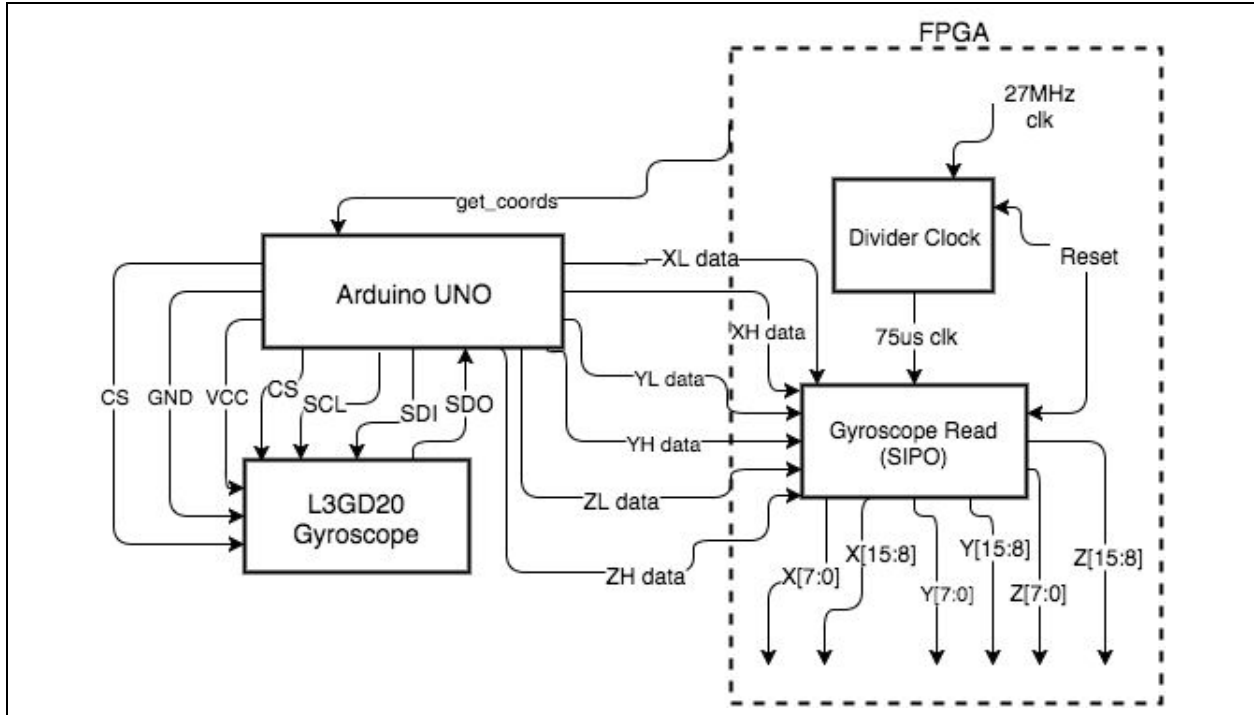 FPGA
27MHz
clk
get_coords
Divider Clock
Reset
Arduino UNO
XL data
XH data
75us clk
YL data
CS
GND
VCC
CS
SCL
SDI
SDO
YH data
Gyroscope Read
(SIPO)
L3GD20
Gyroscope
ZL data
ZH data
X[7:0]
X[15:8]
Y[7:0]
Y[15:8]
Z[7:0]
Z[15:8]